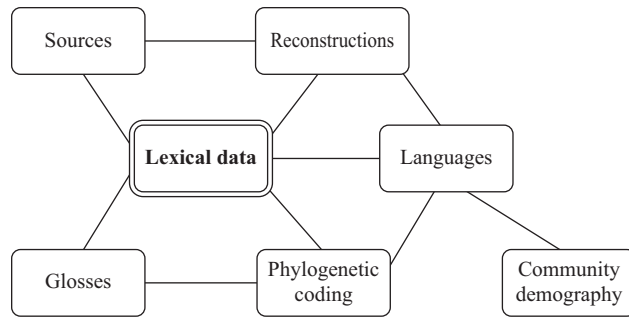 Sources
Reconstructions
Lexical data
Languages
Glosses
Phylogenetic
coding
Community
demography